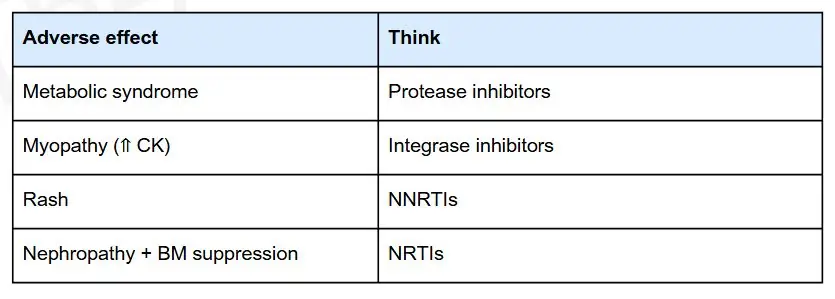 Adverse effect Think
Metabolic syndrome Protease inhibitors
Myopathy (⇑ CK) Integrase inhibitors
Rash NNRTIs
Nephropathy + BM suppression NRTIs